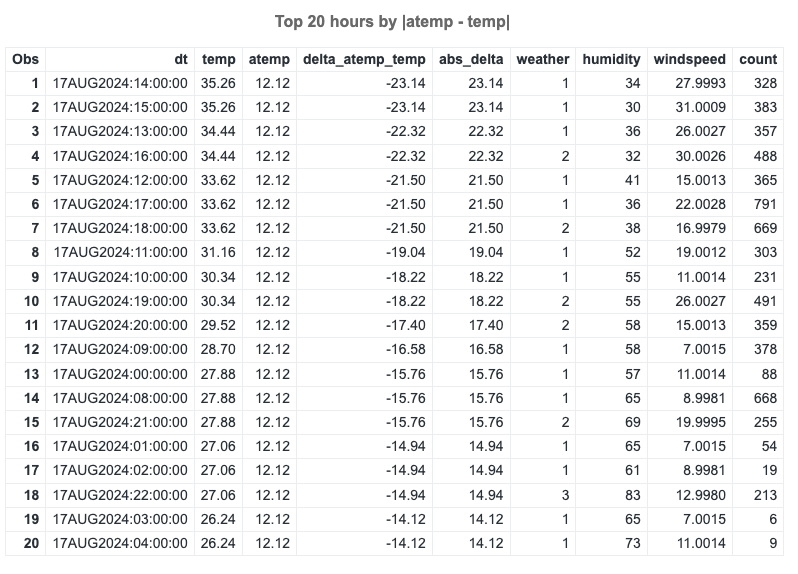 Top 20 hours by |atemp - temp|
Obs dt temp atemp delta_atemp_temp abs_delta weather humidity windspeed count
1 17AUG2024:14:00:00 35.26 12.12 -23.14 23.14 1 34 27.9993 328
2 17AUG2024:15:00:00 35.26 12.12 -23.14 23.14 1 30 31.0009 383
3 17AUG2024:13:00:00 34.44 12.12 -22.32 22.32 1 36 26.0027 357
4 17AUG2024:16:00:00 34.44 12.12 -22.32 22.32 2 32 30.0026 488
5 17AUG2024:12:00:00 33.62 12.12 -21.50 21.50 1 41 15.0013 365
6 17AUG2024:17:00:00 33.62 12.12 -21.50 21.50 1 36 22.0028 791
7 17AUG2024:18:00:00 33.62 12.12 -21.50 21.50 2 38 16.9979 669
8 17AUG2024:11:00:00 31.16 12.12 -19.04 19.04 1 52 19.0012 303
9 17AUG2024:10:00:00 30.34 12.12 -18.22 18.22 1 55 11.0014 231
10 17AUG2024:19:00:00 30.34 12.12 -18.22 18.22 2 55 26.0027 491
11 17AUG2024:20:00:00 29.52 12.12 -17.40 17.40 2 58 15.0013 359
12 17AUG2024:09:00:00 28.70 12.12 -16.58 16.58 1 58 7.0015 378
13 17AUG2024:00:00:00 27.88 12.12 -15.76 15.76 1 57 11.0014 88
14 17AUG2024:08:00:00 27.88 12.12 -15.76 15.76 1 65 8.9981 668
15 17AUG2024:21:00:00 27.88 12.12 -15.76 15.76 2 69 19.9995 255
16 17AUG2024:01:00:00 27.06 12.12 -14.94 14.94 1 65 7.0015 54
17 17AUG2024:02:00:00 27.06 12.12 -14.94 14.94 1 61 8.9981 19
18 17AUG2024:22:00:00 27.06 12.12 -14.94 14.94 3 83 12.9980 213
19 17AUG2024:03:00:00 26.24 12.12 -14.12 14.12 1 65 7.0015 6
20 17AUG2024:04:00:00 26.24 12.12 -14.12 14.12 1 73 11.0014 9